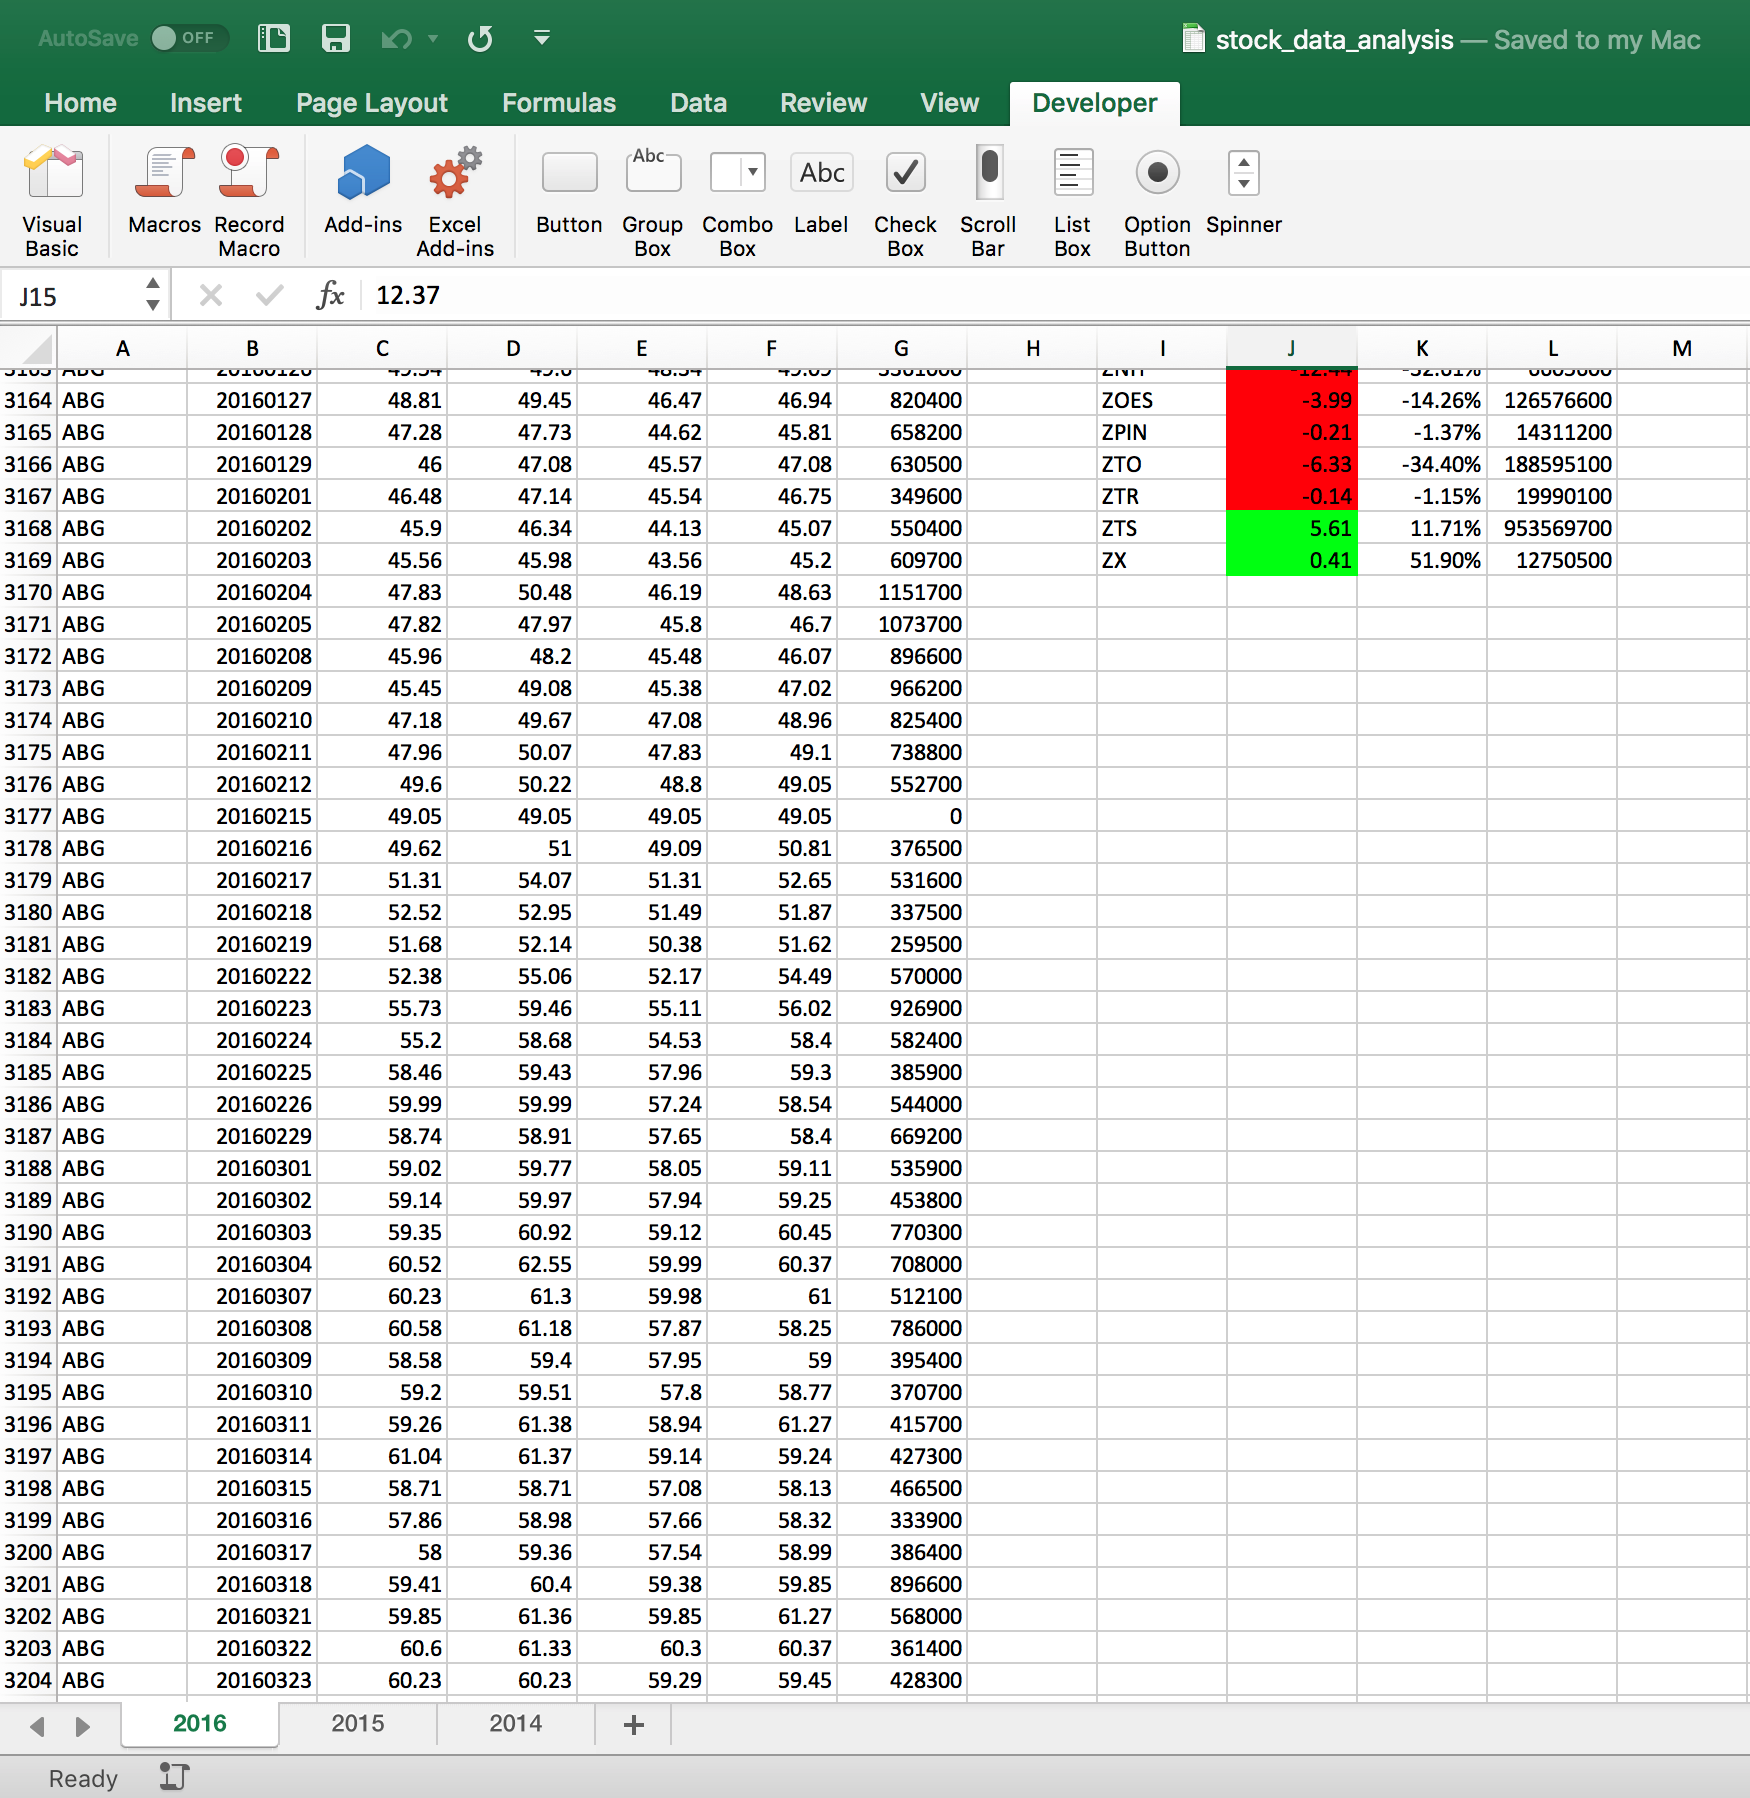 AutoSave OFF stock_data_analysis — Saved to my Mac
Home Insert Page Layout Formulas Data Review View Developer
Visual Basic Macros Record Macro Add-ins Excel Add-ins Button Abc Group Box Combo Box Abc Label Check Box Scroll Bar List Box Option Button Spinner
J15 fx 12.37
A B C D E F G H I J K L M
3164 ABG 20160127 48.81 49.45 46.47 46.94 820400 ZOES -3.99 -14.26% 126576600
3165 ABG 20160128 47.28 47.73 44.62 45.81 658200 ZPIN -0.21 -1.37% 14311200
3166 ABG 20160129 46 47.08 45.57 47.08 630500 ZTO -6.33 -34.40% 188595100
3167 ABG 20160201 46.48 47.14 45.54 46.75 349600 ZTR -0.14 -1.15% 19990100
3168 ABG 20160202 45.9 46.34 44.13 45.07 550400 ZTS 5.61 11.71% 953569700
3169 ABG 20160203 45.56 45.98 43.56 45.2 609700 ZX 0.41 51.90% 12750500
3170 ABG 20160204 47.83 50.48 46.19 48.63 1151700
3171 ABG 20160205 47.82 47.97 45.8 46.7 1073700
3172 ABG 20160208 45.96 48.2 45.48 46.07 896600
3173 ABG 20160209 45.45 49.08 45.38 47.02 966200
3174 ABG 20160210 47.18 49.67 47.08 48.96 825400
3175 ABG 20160211 47.96 50.07 47.83 49.1 738800
3176 ABG 20160212 49.6 50.22 48.8 49.05 552700
3177 ABG 20160215 49.05 49.05 49.05 49.05 0
3178 ABG 20160216 49.62 51 49.09 50.81 376500
3179 ABG 20160217 51.31 54.07 51.31 52.65 531600
3180 ABG 20160218 52.52 52.95 51.49 51.87 337500
3181 ABG 20160219 51.68 52.14 50.38 51.62 259500
3182 ABG 20160222 52.38 55.06 52.17 54.49 570000
3183 ABG 20160223 55.73 59.46 55.11 56.02 926900
3184 ABG 20160224 55.2 58.68 54.53 58.4 582400
3185 ABG 20160225 58.46 59.43 57.96 59.3 385900
3186 ABG 20160226 59.99 59.99 57.24 58.54 544000
3187 ABG 20160229 58.74 58.91 57.65 58.4 669200
3188 ABG 20160301 59.02 59.77 58.05 59.11 535900
3189 ABG 20160302 59.14 59.97 57.94 59.25 453800
3190 ABG 20160303 59.35 60.92 59.12 60.45 770300
3191 ABG 20160304 60.52 62.55 59.99 60.37 708000
3192 ABG 20160307 60.23 61.3 59.98 61 512100
3193 ABG 20160308 60.58 61.18 57.87 58.25 786000
3194 ABG 20160309 58.58 59.4 57.95 59 395400
3195 ABG 20160310 59.2 59.51 57.8 58.77 370700
3196 ABG 20160311 59.26 61.38 58.94 61.27 415700
3197 ABG 20160314 61.04 61.37 59.14 59.24 427300
3198 ABG 20160315 58.71 58.71 57.08 58.13 466500
3199 ABG 20160316 57.86 58.98 57.66 58.32 333900
3200 ABG 20160317 58 59.36 57.54 58.99 386400
3201 ABG 20160318 59.41 60.4 59.38 59.85 896600
3202 ABG 20160321 59.85 61.36 59.85 61.27 568000
3203 ABG 20160322 60.6 61.33 60.3 60.37 361400
3204 ABG 20160323 60.23 60.23 59.29 59.45 428300
2016 2015 2014 +
Ready